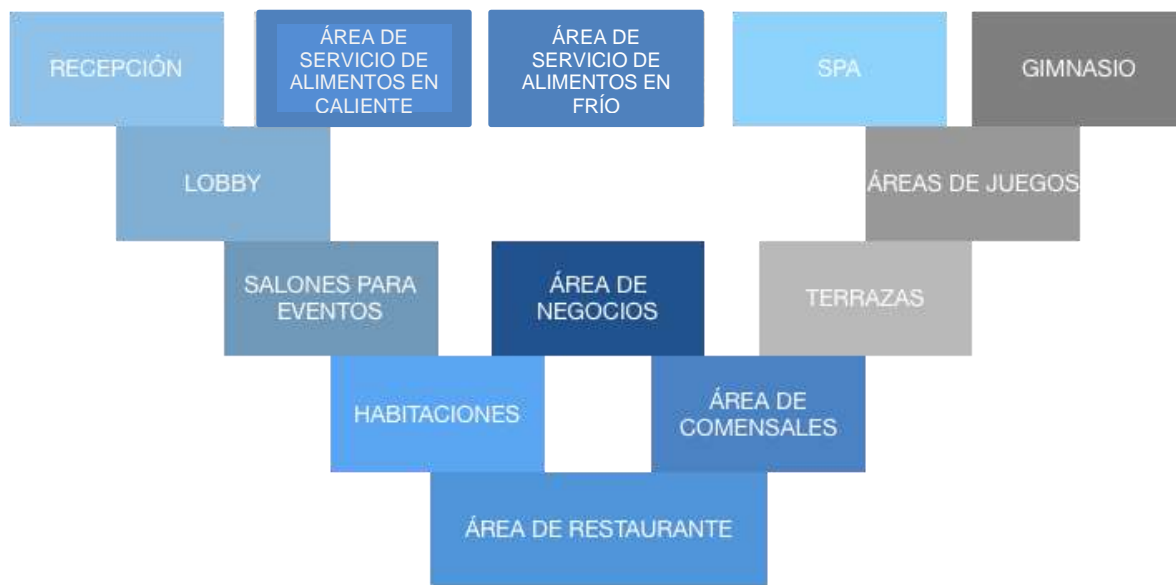 RECEPCIÓN
ÁREA DE
SERVICIO DE
ALIMENTOS EN
CALIENTE
ÁREA DE
SERVICIO DE
ALIMENTOS EN
FRÍO
SPA
GIMNASIO
LOBBY
ÁREAS DE JUEGOS
SALONES PARA
EVENTOS
ÁREA DE
NEGOCIOS
TERRAZAS
HABITACIONES
ÁREA DE
COMENSALES
ÁREA DE RESTAURANTE